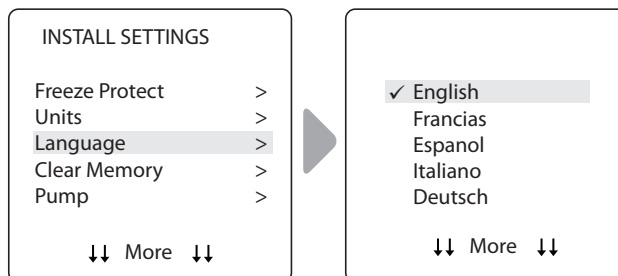 INSTALL SETTINGS
Freeze Protect >
Units >
Language >
Clear Memory >
Pump >
↓↓ More ↓↓
✓ English
Francias
Espanol
Italiano
Deutsch
↓↓ More ↓↓